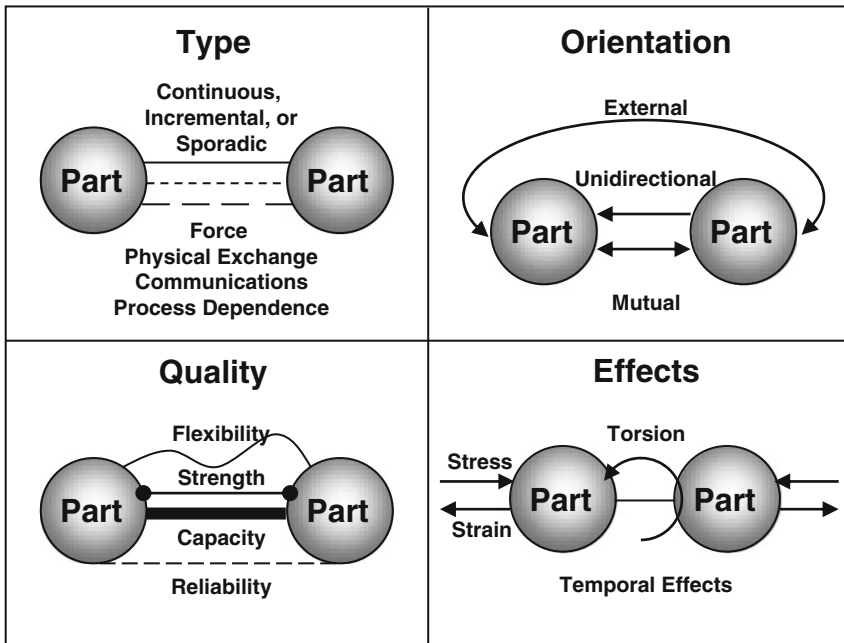 Type
Continuous,
Incremental, or
Sporadic
Part
Part
Force
Physical Exchange
Communications
Process Dependence
Orientation
External
Unidirectional
Part
Part
Mutual
Quality
Flexibility
Strength
Part
Part
Capacity
Reliability
Effects
Torsion
Stress
Part
Part
Strain
Temporal Effects